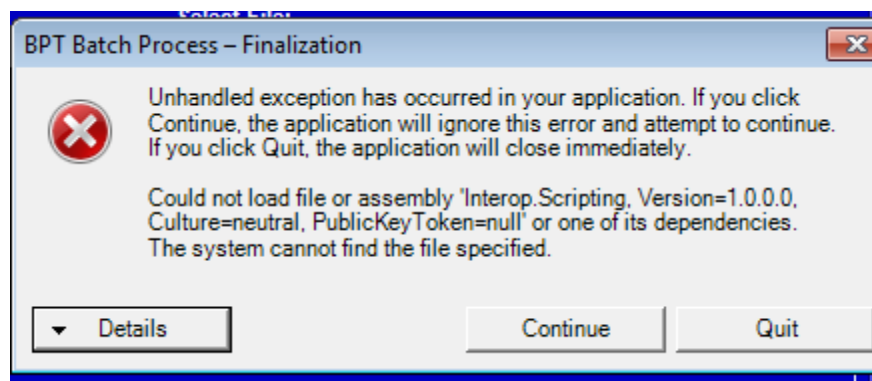 Select File:
BPT Batch Process – Finalization
Unhandled exception has occurred in your application. If you click
Continue, the application will ignore this error and attempt to continue.
If you click Quit, the application will close immediately.
Could not load file or assembly 'Interop.Scripting, Version=1.0.0.0,
Culture=neutral, PublicKeyToken=null' or one of its dependencies.
The system cannot find the file specified.
Details
Continue
Quit